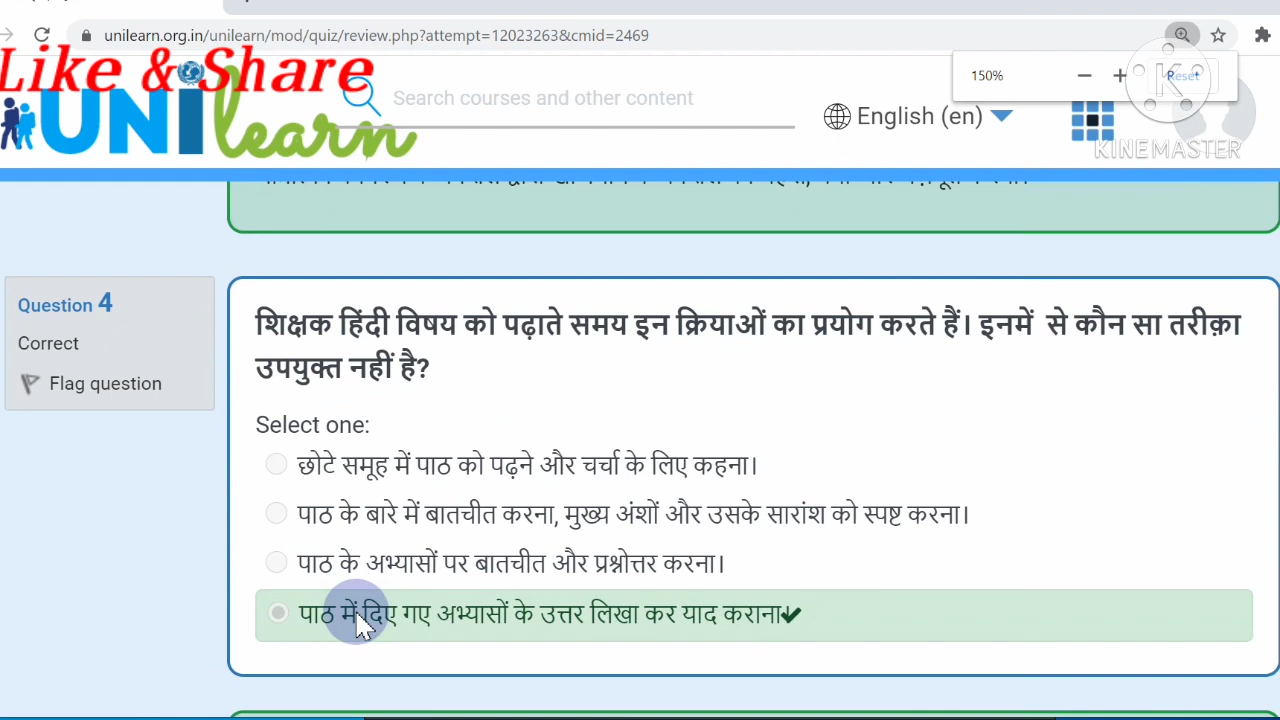 unilearn.org.in/unilearn/mod/quiz/review.php?attempt=12023263&cmid=2469
Like & Share
150%
Reset
UNIlearn
Search courses and other content
English (en)
K
KINEMASTER
Question 4
Correct
Flag question
शिक्षक हिंदी विषय को पढ़ाते समय इन क्रियाओं का प्रयोग करते हैं। इनमें से कौन सा तरीक़ा
उपयुक्त नहीं है?
Select one:
छोटे समूह में पाठ को पढ़ने और चर्चा के लिए कहना।
पाठ के बारे में बातचीत करना, मुख्य अंशों और उसके सारांश को स्पष्ट करना।
पाठ के अभ्यासों पर बातचीत और प्रश्नोत्तर करना।
पाठ में दिए गए अभ्यासों के उत्तर लिखा कर याद कराना